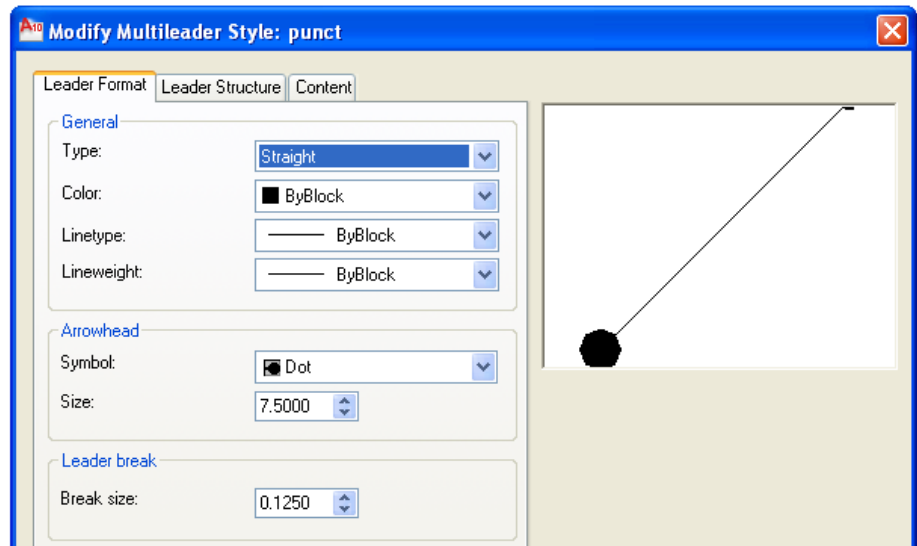 A10 Modify Multileader Style: punct
Leader Format Leader Structure Content
General
Type: Straight
Color: ByBlock
Linetype: ByBlock
Lineweight: ByBlock
Arrowhead
Symbol: Dot
Size: 7.5000
Leader break
Break size: 0.1250